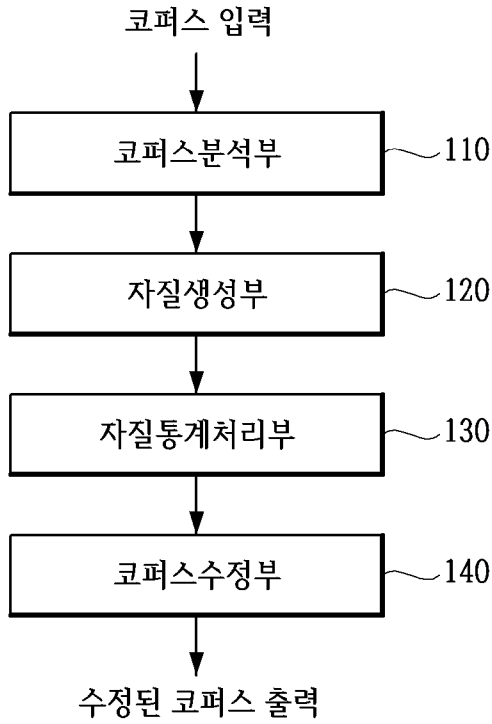 코퍼스 입력
코퍼스분석부 110
자질생성부 120
자질통계처리부 130
코퍼스수정부 140
수정된 코퍼스 출력